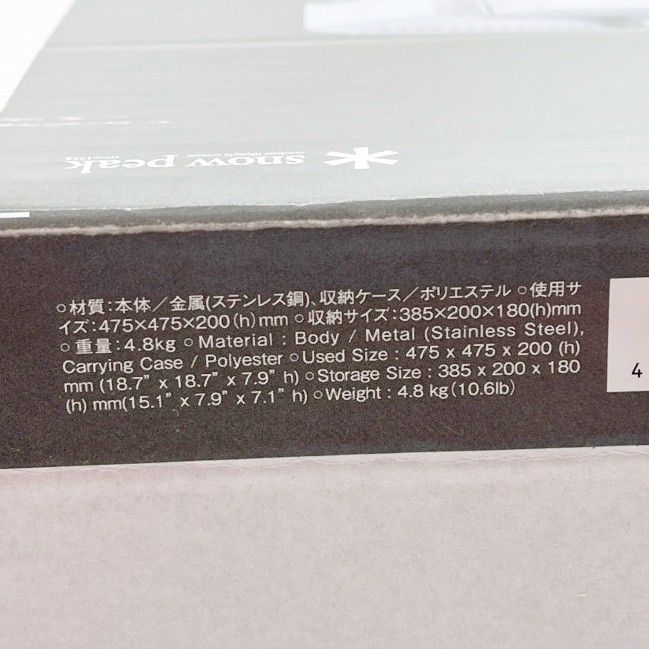 snow peak
○材質:本体／金属(ステンレス鋼)、収納ケース／ポリエステル ○使用サ
イズ:475×475×200(h)mm ○収納サイズ:385×200×180(h)mm
○重量:4.8kg ○Material : Body / Metal (Stainless Steel),
Carrying Case / Polyester ○Used Size : 475 x 475 x 200 (h)
mm (18.7” x 18.7” x 7.9” h) ○Storage Size : 385 x 200 x 180
(h) mm(15.1” x 7.9” x 7.1” h) ○Weight : 4.8 kg(10.6lb)
4